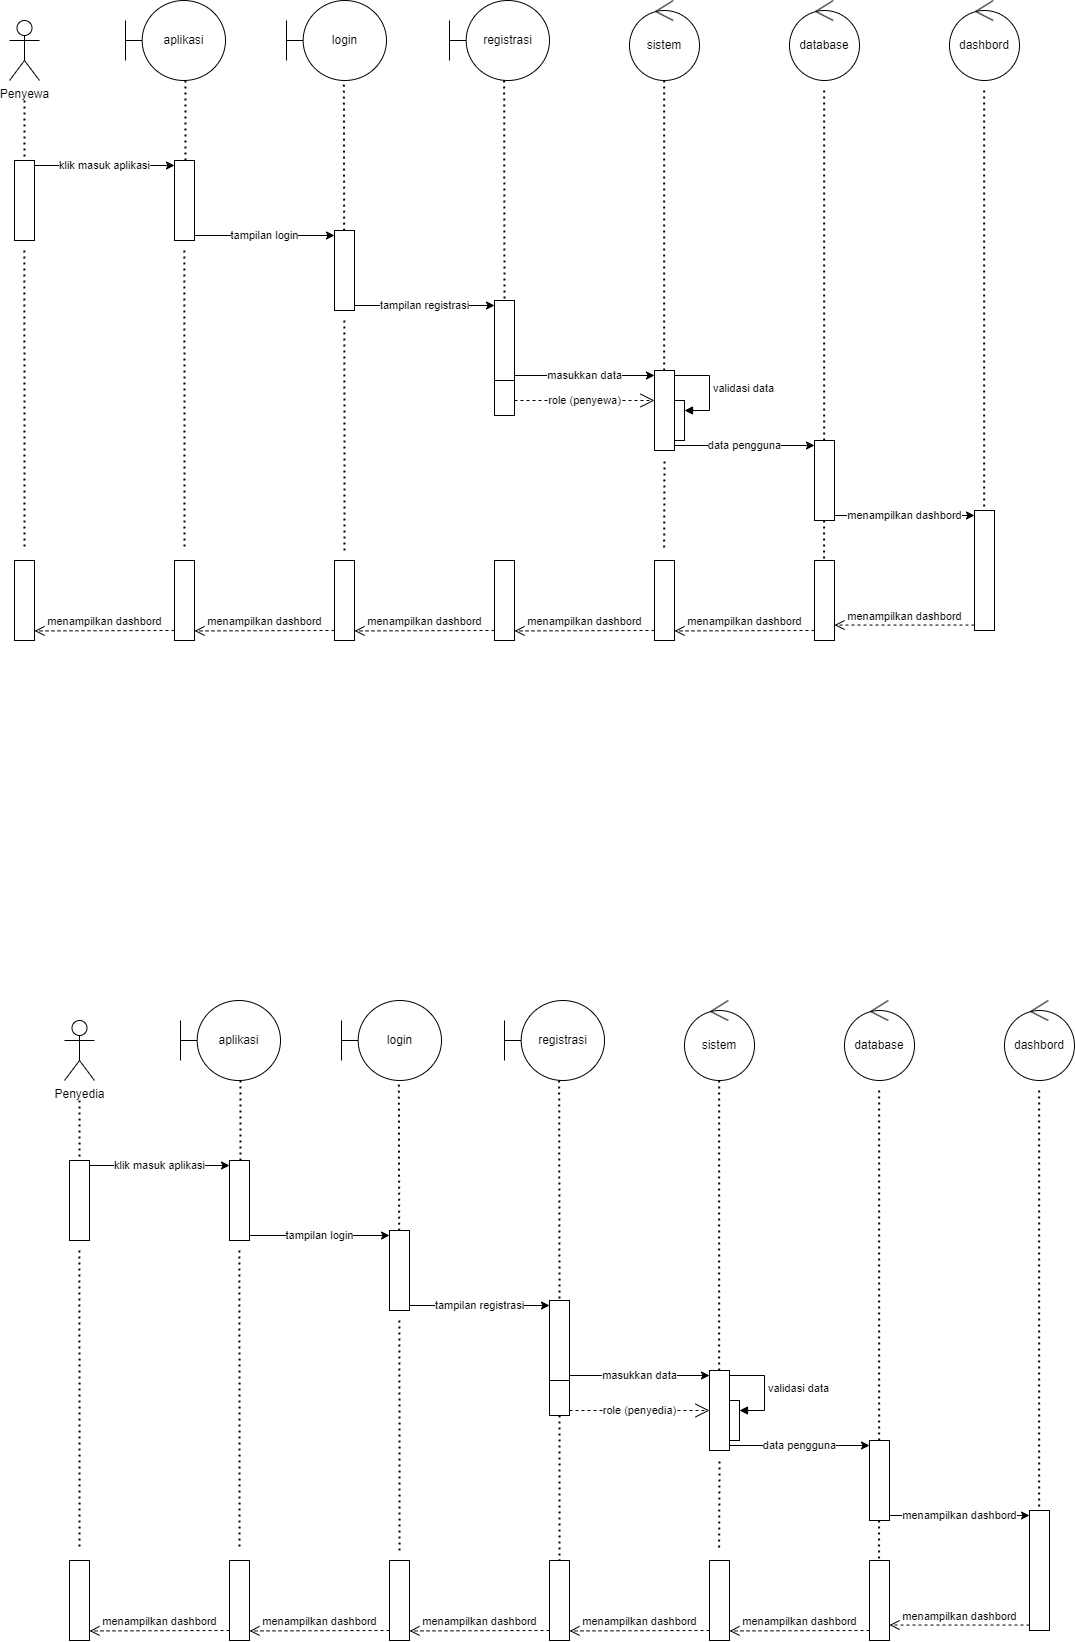 aplikasi
login
registrasi
sistem
database
dashbord
Penyewa
klik masuk aplikasi
tampilan login
tampilan registrasi
masukkan data
validasi data
role (penyewa)
data pengguna
menampilkan dashbord
menampilkan dashbord
menampilkan dashbord
menampilkan dashbord
menampilkan dashbord
menampilkan dashbord
menampilkan dashbord
aplikasi
login
registrasi
sistem
database
dashbord
Penyedia
klik masuk aplikasi
tampilan login
tampilan registrasi
masukkan data
validasi data
role (penyedia)
data pengguna
menampilkan dashbord
menampilkan dashbord
menampilkan dashbord
menampilkan dashbord
menampilkan dashbord
menampilkan dashbord
menampilkan dashbord